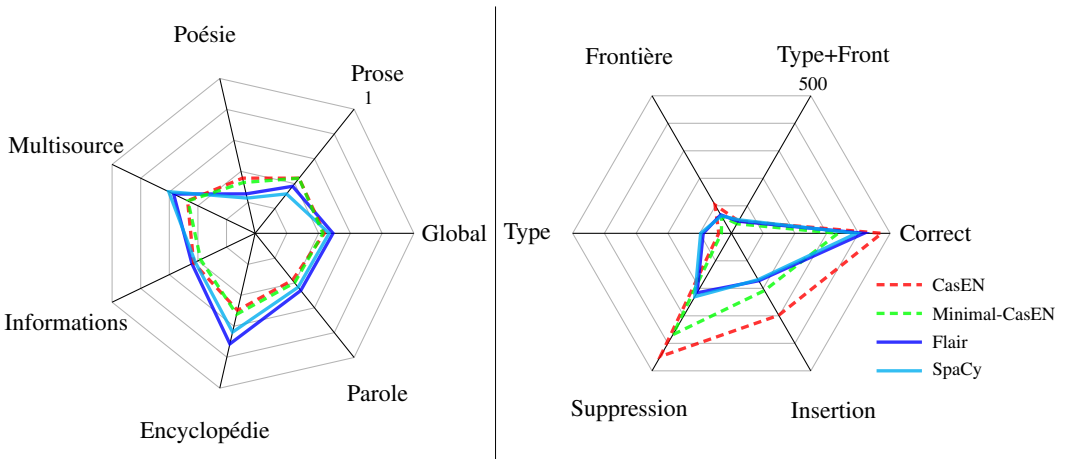 Poésie
Prose
1
Multisource
Global
Informations
Parole
Encyclopédie
Frontière
Type+Front
500
Type
Correct
CasEN
Minimal-CasEN
Flair
SpaCy
Suppression
Insertion